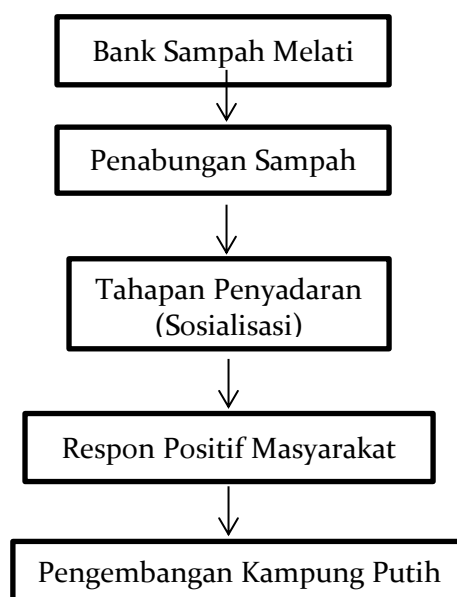 Bank Sampah Melati
Penabungan Sampah
Tahapan Penyadaran
(Sosialisasi)
Respon Positif Masyarakat
Pengembangan Kampung Putih